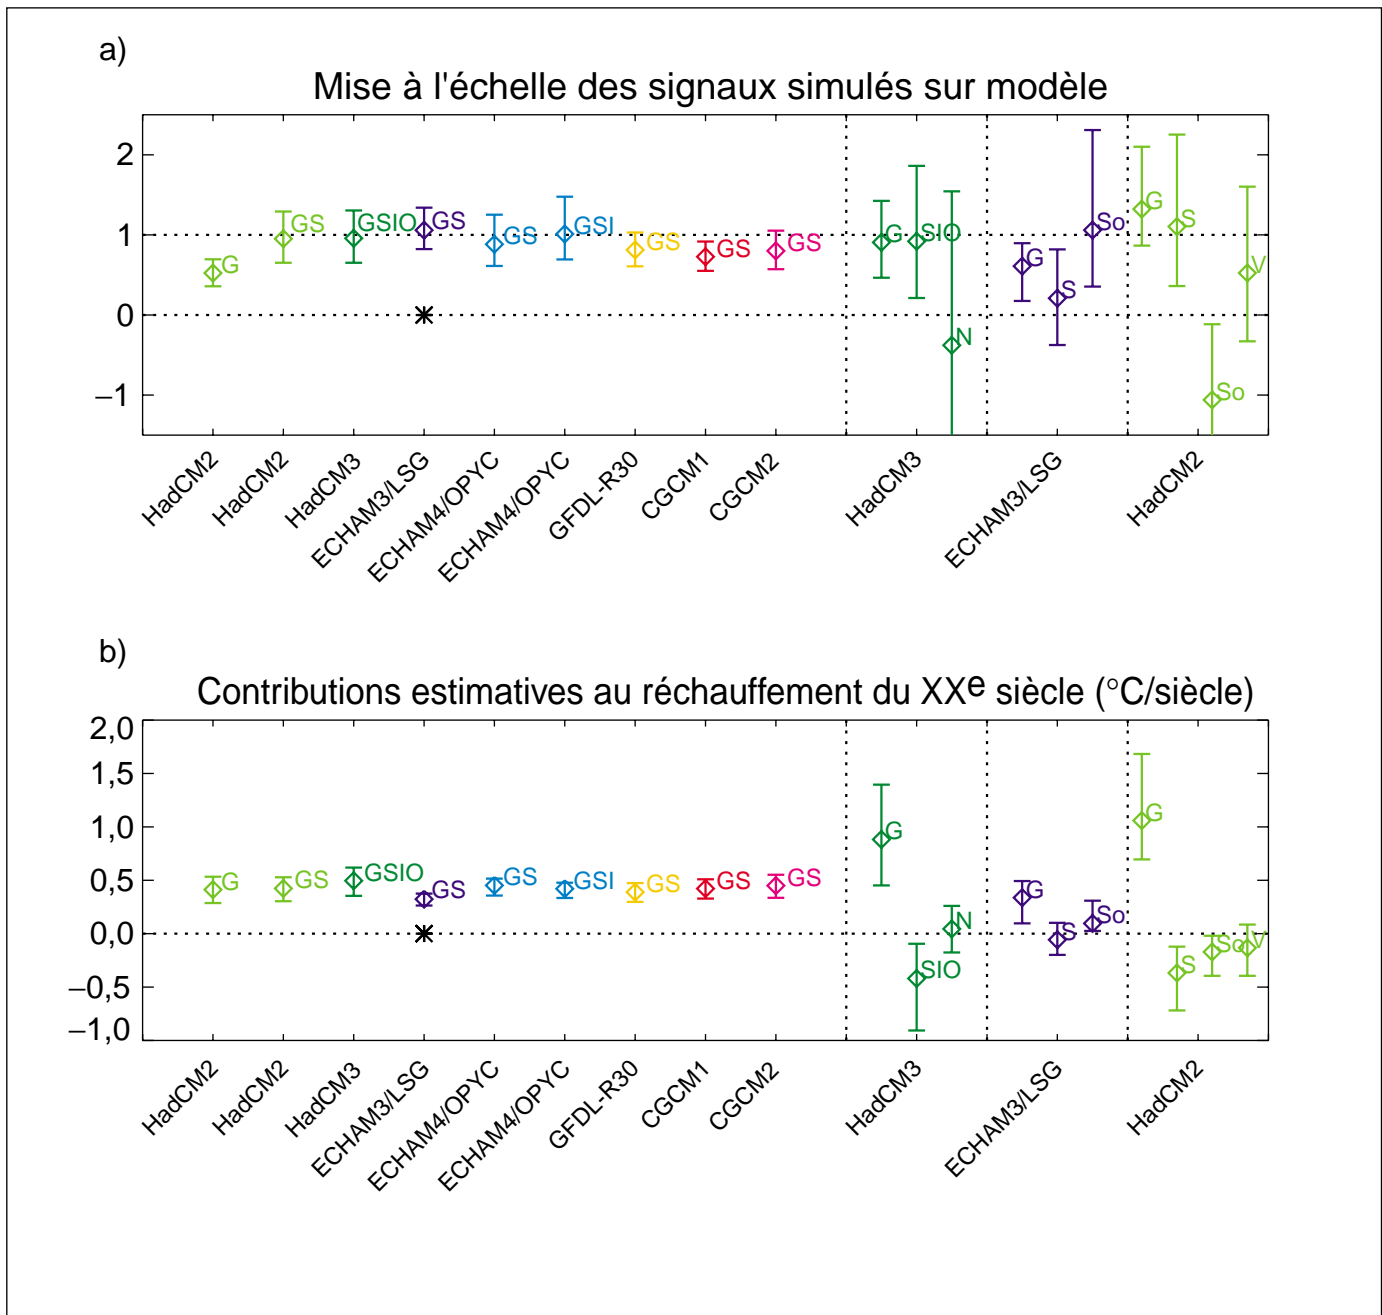 a)
Mise à l'échelle des signaux simulés sur modèle
2
1
0
−1
G
GS
GSIO
GS
GS
GSI
GS
GS
GS
G
SIO
N
G
S
So
G
S
So
V
HadCM2
HadCM2
HadCM3
ECHAM3/LSG
ECHAM4/OPYC
ECHAM4/OPYC
GFDL-R30
CGCM1
CGCM2
HadCM3
ECHAM3/LSG
HadCM2
b)
Contributions estimatives au réchauffement du XXe siècle (°C/siècle)
2,0
1,5
1,0
0,5
0,0
−0,5
−1,0
G
GS
GSIO
GS
GS
GSI
GS
GS
GS
G
SIO
N
G
S
So
G
S
So
V
HadCM2
HadCM2
HadCM3
ECHAM3/LSG
ECHAM4/OPYC
ECHAM4/OPYC
GFDL-R30
CGCM1
CGCM2
HadCM3
ECHAM3/LSG
HadCM2